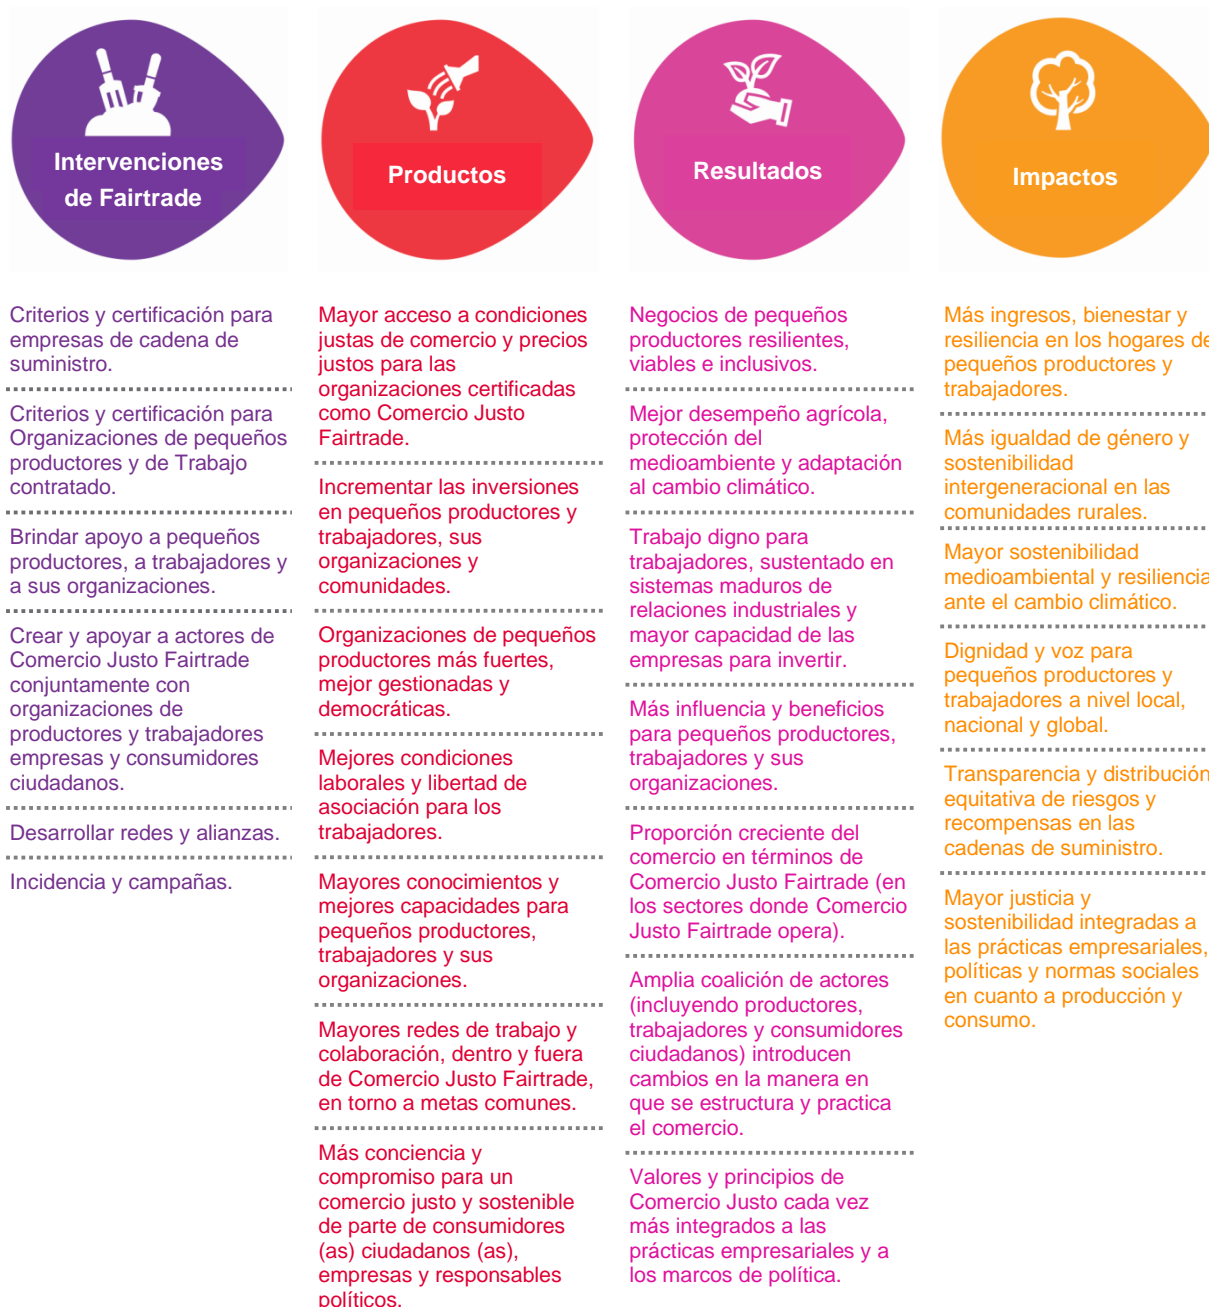 Intervenciones
de Fairtrade
Criterios y certificación para
empresas de cadena de
suministro.
Criterios y certificación para
Organizaciones de pequeños
productores y de Trabajo
contratado.
Brindar apoyo a pequeños
productores, a trabajadores y
a sus organizaciones.
Crear y apoyar a actores de
Comercio Justo Fairtrade
conjuntamente con
organizaciones de
productores y trabajadores
empresas y consumidores
ciudadanos.
Desarrollar redes y alianzas.
Incidencia y campañas.
Productos
Mayor acceso a condiciones
justas de comercio y precios
justos para las
organizaciones certificadas
como Comercio Justo
Fairtrade.
Incrementar las inversiones
en pequeños productores y
trabajadores, sus
organizaciones y
comunidades.
Organizaciones de pequeños
productores más fuertes,
mejor gestionadas y
democráticas.
Mejores condiciones
laborales y libertad de
asociación para los
trabajadores.
Mayores conocimientos y
mejores capacidades para
pequeños productores,
trabajadores y sus
organizaciones.
Mayores redes de trabajo y
colaboración, dentro y fuera
de Comercio Justo Fairtrade,
en torno a metas comunes.
Más conciencia y
compromiso para un
comercio justo y sostenible
de parte de consumidores
(as) ciudadanos (as),
empresas y responsables
políticos.
Resultados
Negocios de pequeños
productores resilientes,
viables e inclusivos.
Mejor desempeño agrícola,
protección del
medioambiente y adaptación
al cambio climático.
Trabajo digno para
trabajadores, sustentado en
sistemas maduros de
relaciones industriales y
mayor capacidad de las
empresas para invertir.
Más influencia y beneficios
para pequeños productores,
trabajadores y sus
organizaciones.
Proporción creciente del
comercio en términos de
Comercio Justo Fairtrade (en
los sectores donde Comercio
Justo Fairtrade opera).
Amplia coalición de actores
(incluyendo productores,
trabajadores y consumidores
ciudadanos) introducen
cambios en la manera en
que se estructura y practica
el comercio.
Valores y principios de
Comercio Justo cada vez
más integrados a las
prácticas empresariales y a
los marcos de política.
Impactos
Más ingresos, bienestar y
resiliencia en los hogares de
pequeños productores y
trabajadores.
Más igualdad de género y
sostenibilidad
intergeneracional en las
comunidades rurales.
Mayor sostenibilidad
medioambiental y resiliencia
ante el cambio climático.
Dignidad y voz para
pequeños productores y
trabajadores a nivel local,
nacional y global.
Transparencia y distribución
equitativa de riesgos y
recompensas en las
cadenas de suministro.
Mayor justicia y
sostenibilidad integradas a
las prácticas empresariales,
políticas y normas sociales
en cuanto a producción y
consumo.